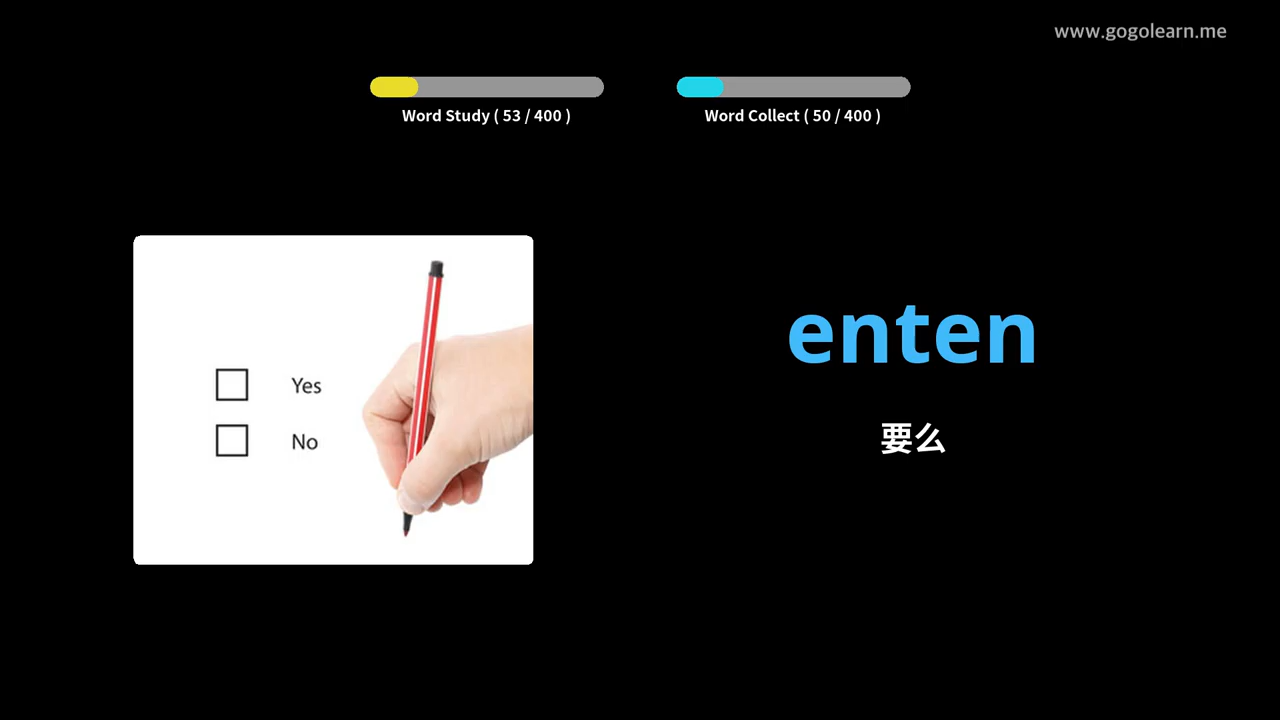 www.gogolearn.me
Word Study ( 53 / 400 )
Word Collect ( 50 / 400 )
Yes
No
enten
要么